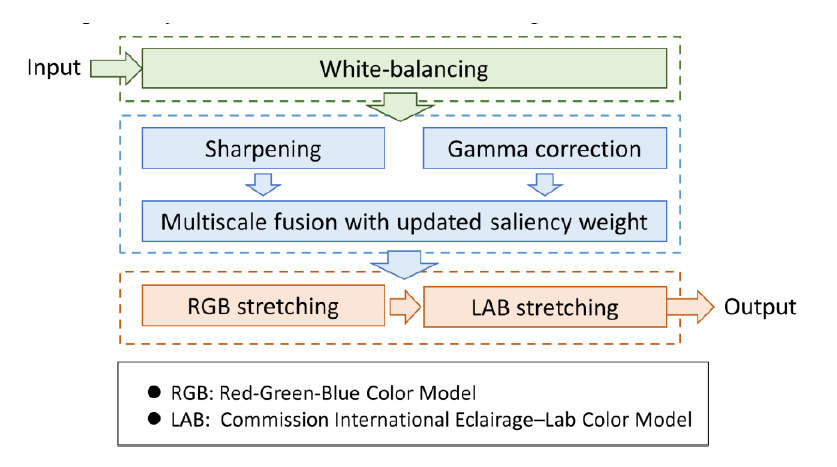 Input
White-balancing
Sharpening
Gamma correction
Multiscale fusion with updated saliency weight
RGB stretching
LAB stretching
Output
● RGB: Red-Green-Blue Color Model
● LAB: Commission International Eclairage–Lab Color Model